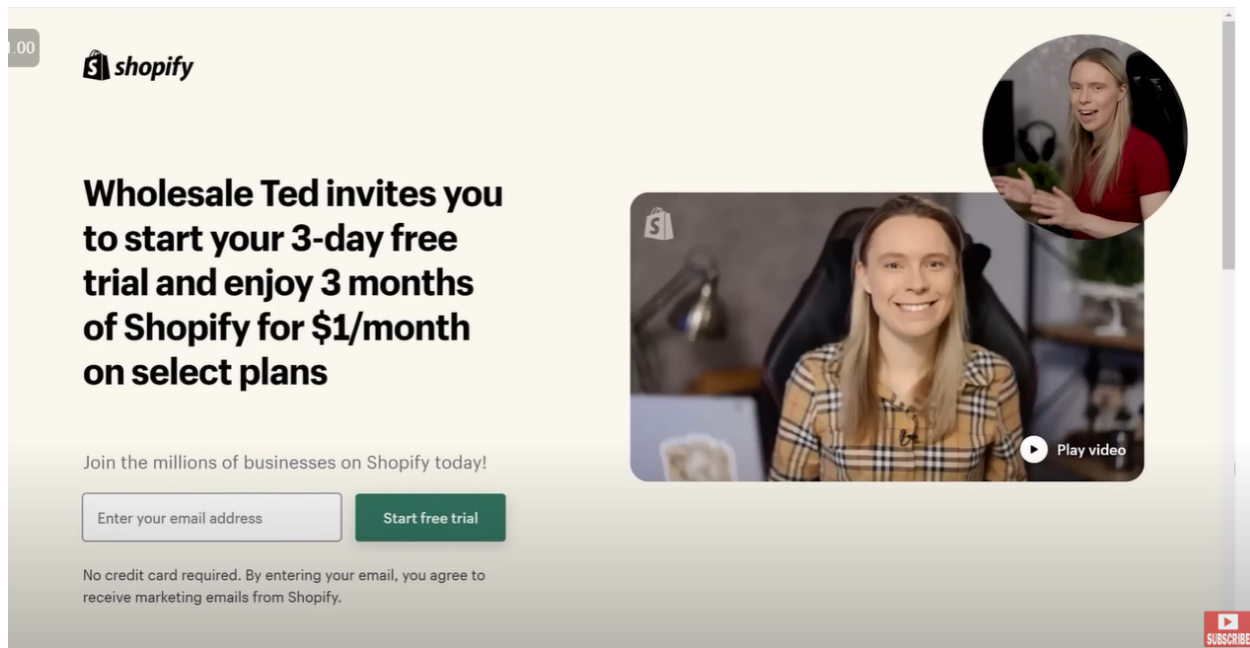 1.00
shopify
Wholesale Ted invites you
to start your 3-day free
trial and enjoy 3 months
of Shopify for $1/month
on select plans
Play video
Join the millions of businesses on Shopify today!
Enter your email address
Start free trial
No credit card required. By entering your email, you agree to
receive marketing emails from Shopify.
SUBSCRIBE